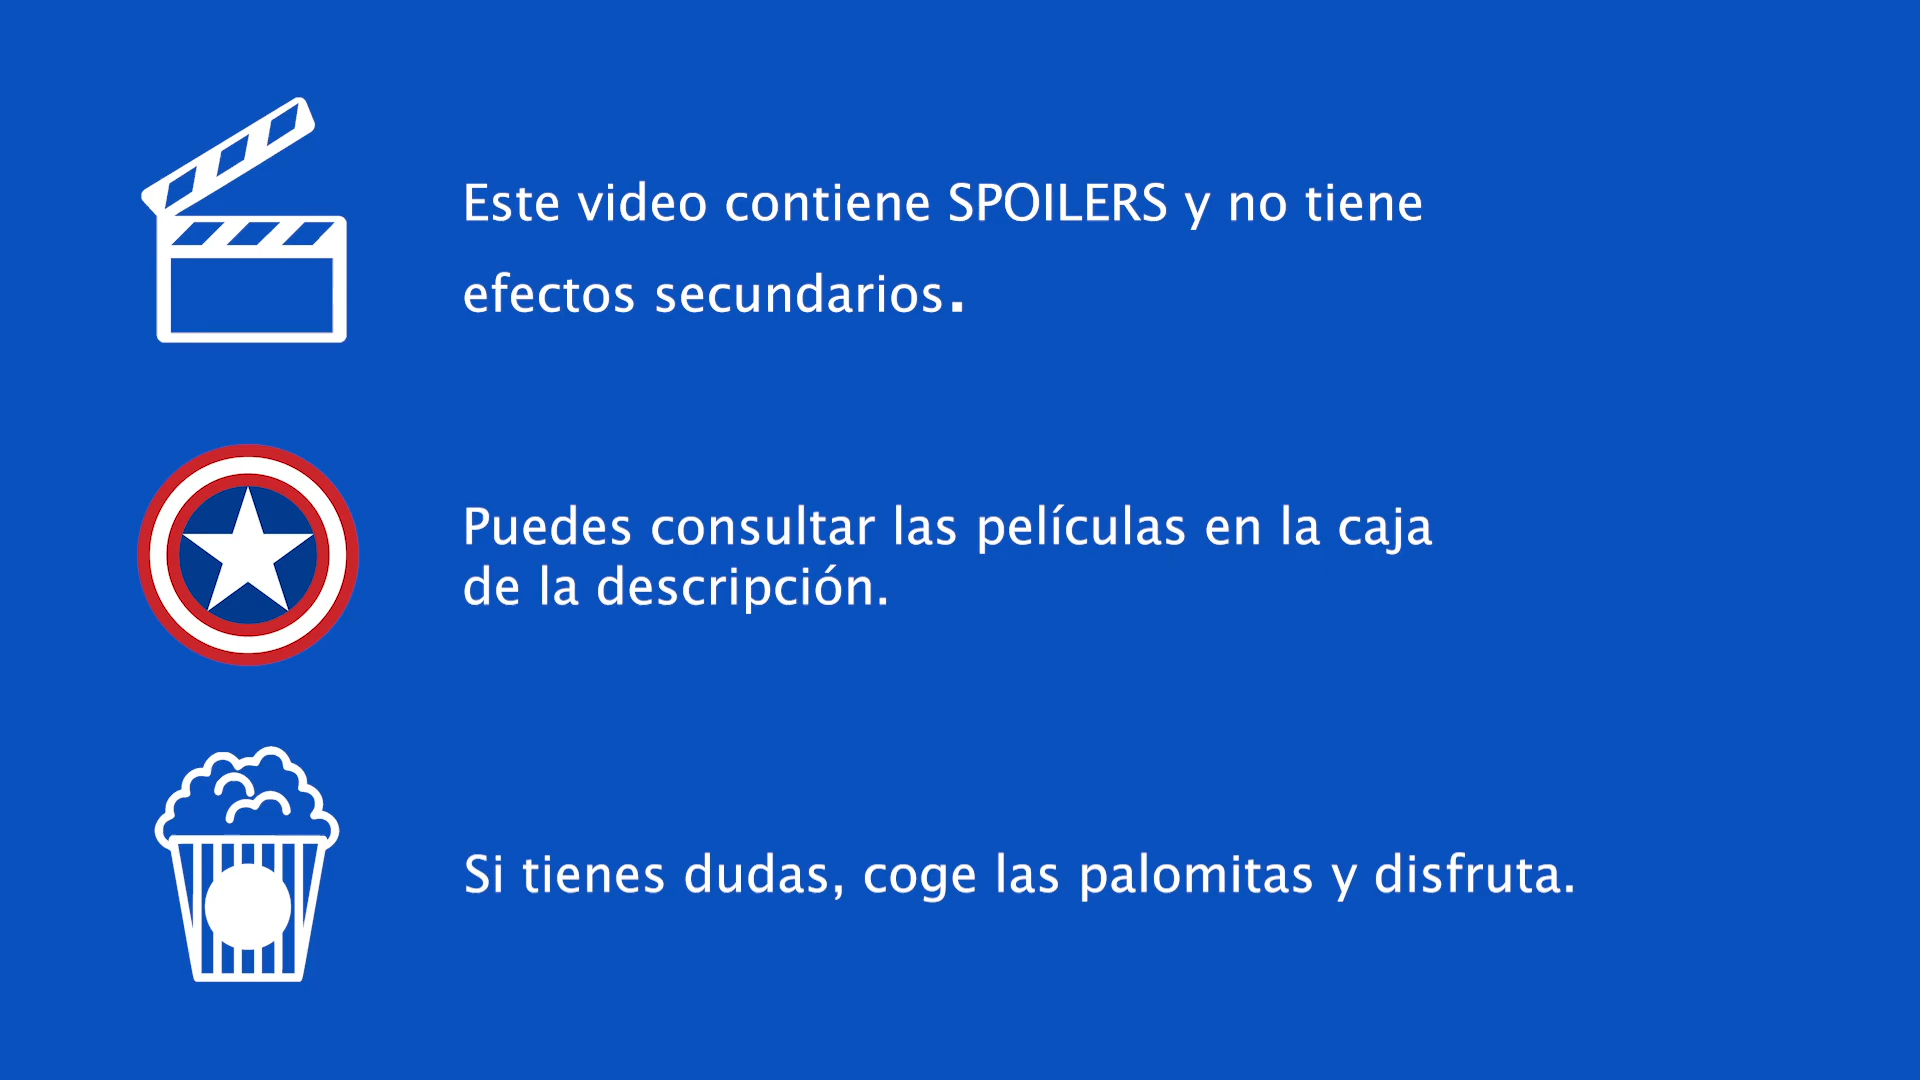 Este video contiene SPOILERS y no tiene
efectos secundarios.
Puedes consultar las películas en la caja
de la descripción.
Si tienes dudas, coge las palomitas y disfruta.